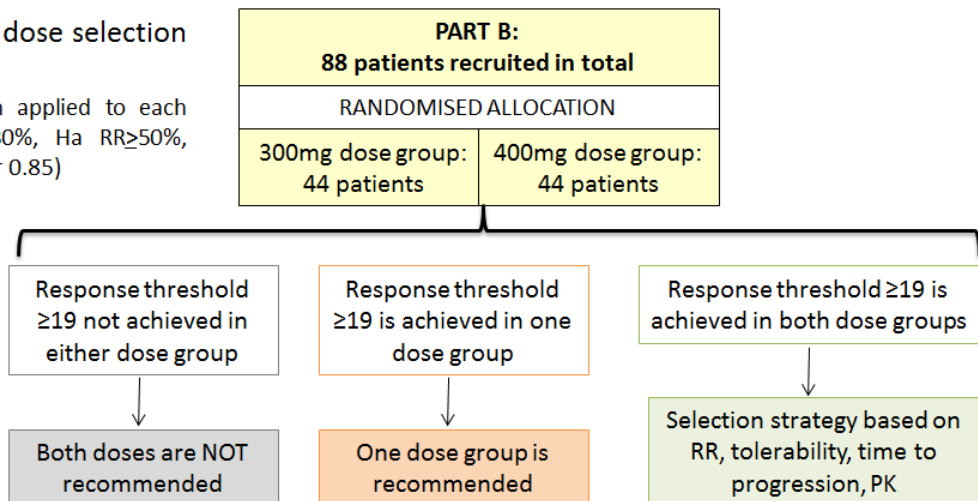 dose selection
applied to each
Ha RR≥50%,
0.85)
PART B:
88 patients recruited in total
RANDOMISED ALLOCATION
300mg dose group:
44 patients
400mg dose group:
44 patients
Response threshold
≥19 not achieved in
either dose group
Response threshold
≥19 is achieved in one
dose group
Response threshold ≥19 is
achieved in both dose groups
Both doses are NOT
recommended
One dose group is
recommended
Selection strategy based on
RR, tolerability, time to
progression, PK